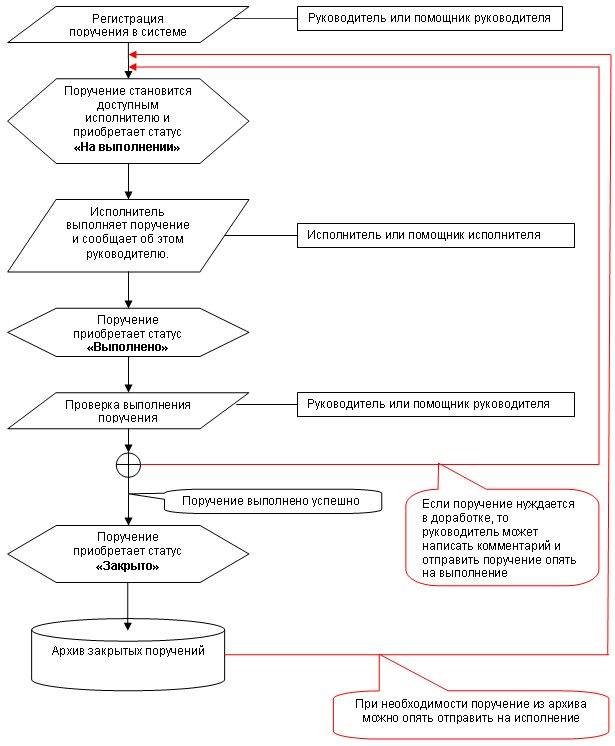 Регистрация
поручения в системе
Руководитель или помощник руководителя
Поручение становится
доступным
исполнителю и
приобретает статус
«На выполнении»
Исполнитель
выполняет поручение
и сообщает об этом
руководителю.
Исполнитель или помощник исполнителя
Поручение
приобретает статус
«Выполнено»
Проверка выполнения
поручения
Руководитель или помощник руководителя
Поручение выполнено успешно
Если поручение нуждается
в доработке, то
руководитель может
написать комментарий и
отправить поручение опять
на выполнение
Поручение
приобретает статус
«Закрыто»
Архив закрытых поручений
При необходимости поручение из архива
можно опять отправить на исполнение